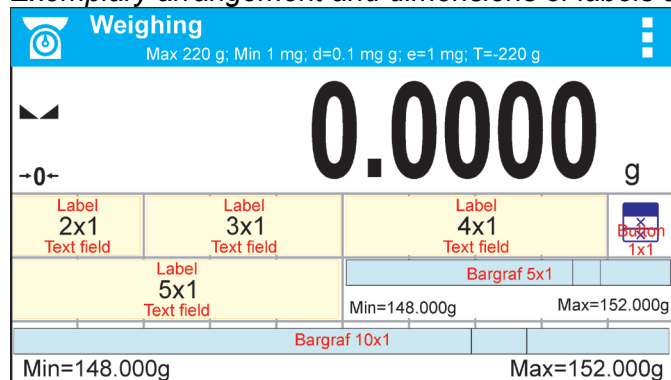 Weighing
Max 220 g; Min 1 mg; d=0.1 mg g; e=1 mg; T=-220 g
0.0000 g
→0←
Label Label Label
2x1 3x1 4x1 Button
Text field Text field Text field 1x1
Label
5x1
Text field
Bargraf 5x1
Min=148.000g Max=152.000g
Bargraf 10x1
Min=148.000g Max=152.000g